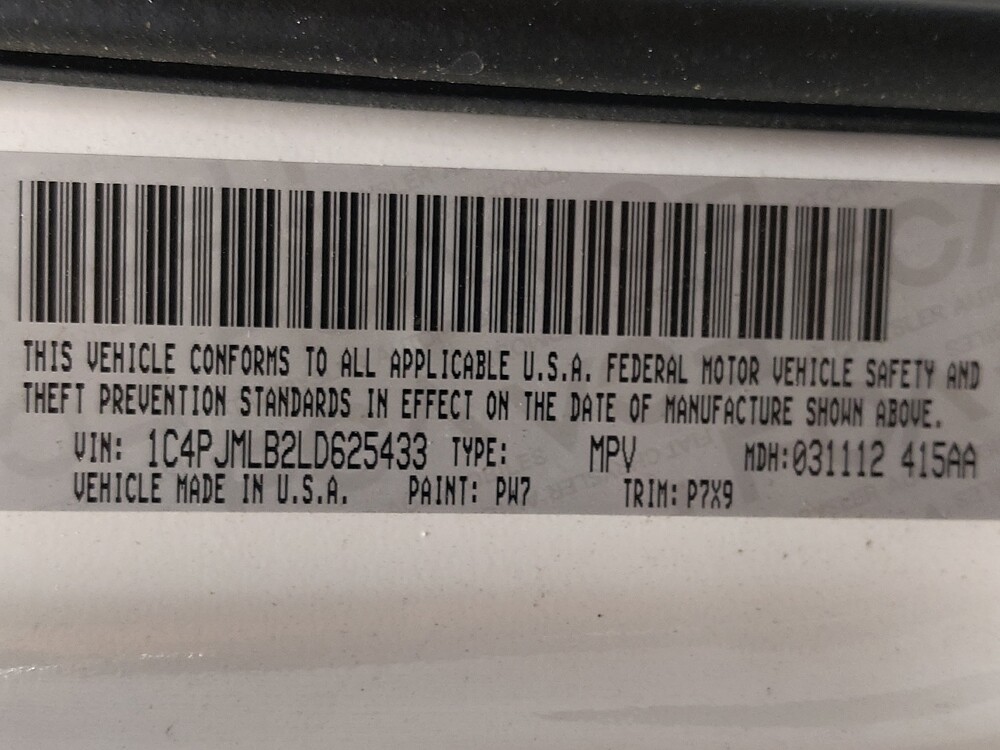 THIS VEHICLE CONFORMS TO ALL APPLICABLE U.S.A. FEDERAL MOTOR VEHICLE SAFETY AND
THEFT PREVENTION STANDARDS IN EFFECT ON THE DATE OF MANUFACTURE SHOWN ABOVE.
VIN: 1C4PJMLB2LD625433 TYPE: MPV MDH:031112 415AA
VEHICLE MADE IN U.S.A. PAINT: PW7 TRIM: P7X9